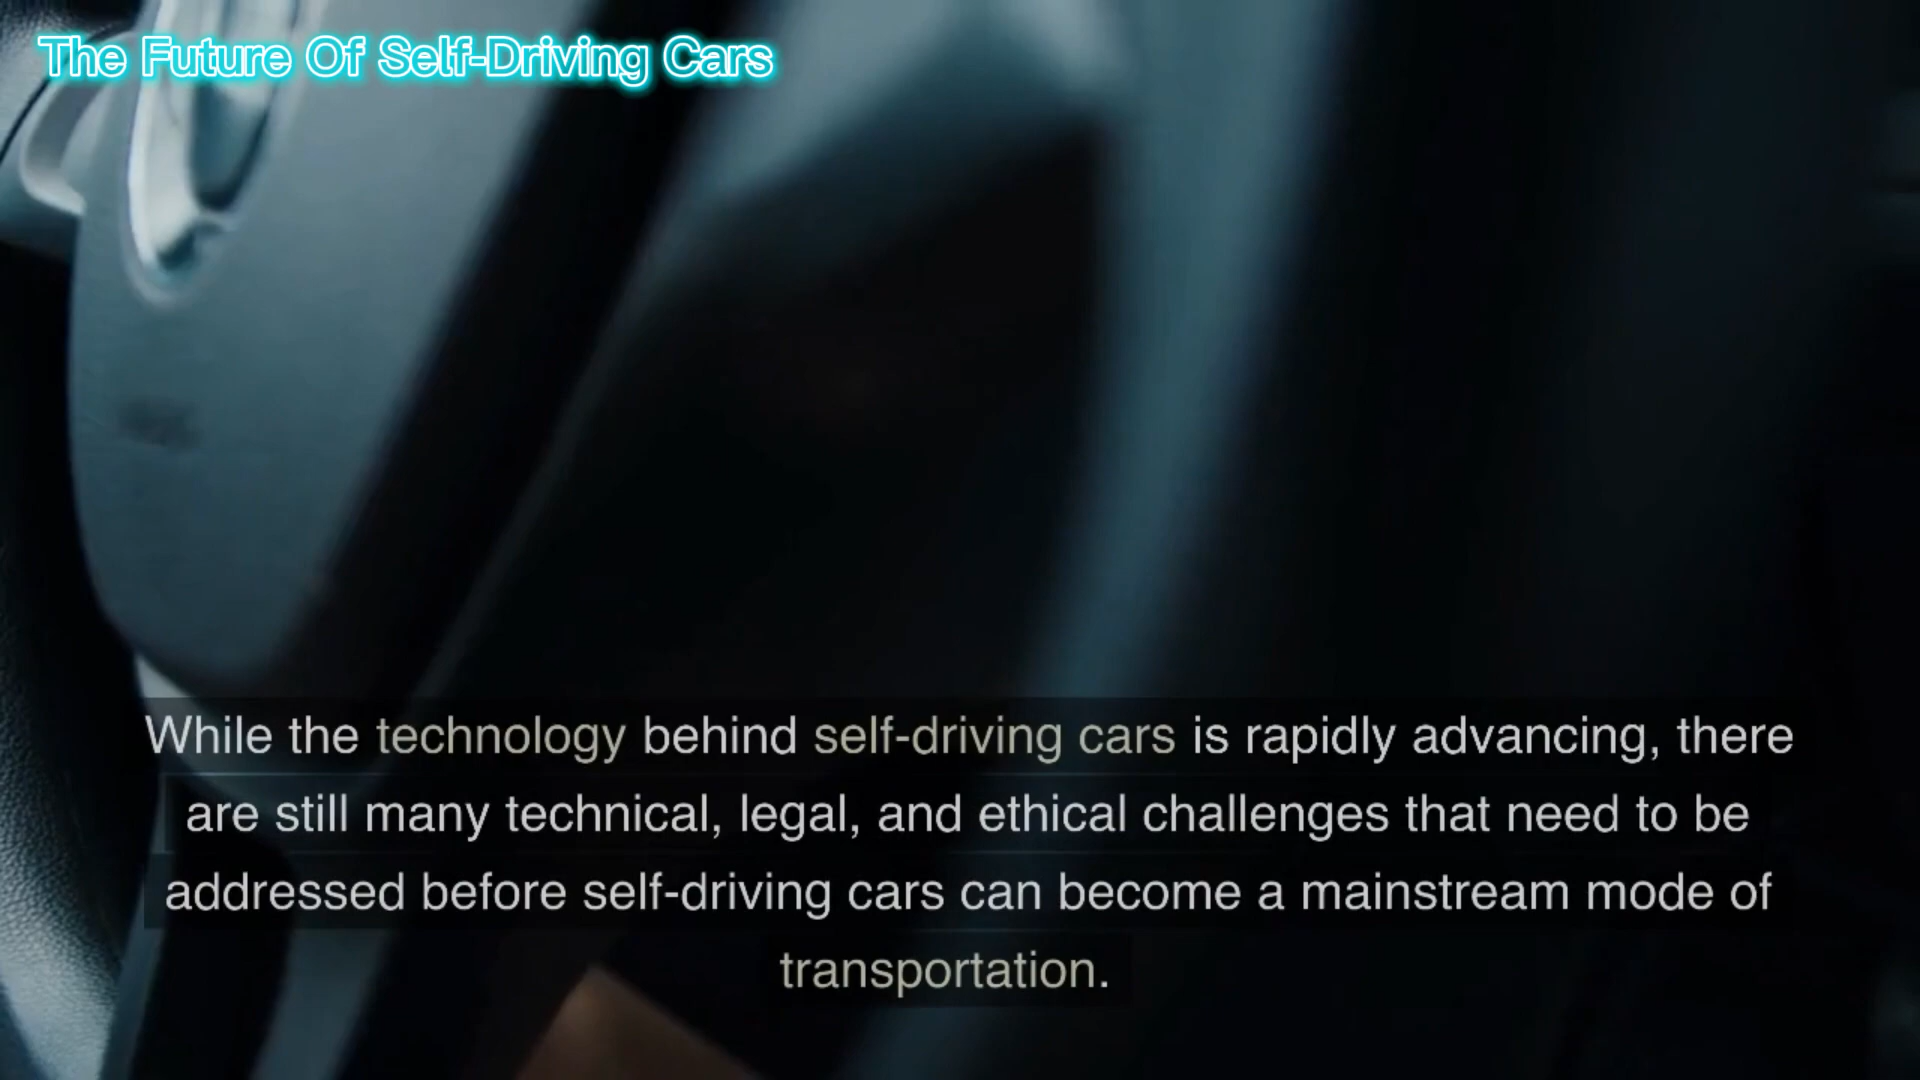 The Future Of Self-Driving Cars
While the technology behind self-driving cars is rapidly advancing, there
are still many technical, legal, and ethical challenges that need to be
addressed before self-driving cars can become a mainstream mode of
transportation.